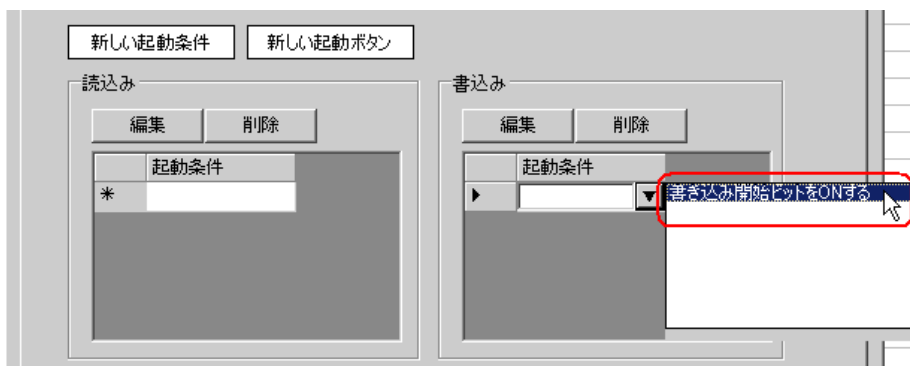 新しい起動条件 新しい起動ボタン
読込み
編集 削除
起動条件
*
書込み
編集 削除
起動条件
書き込み開始ビットをONする